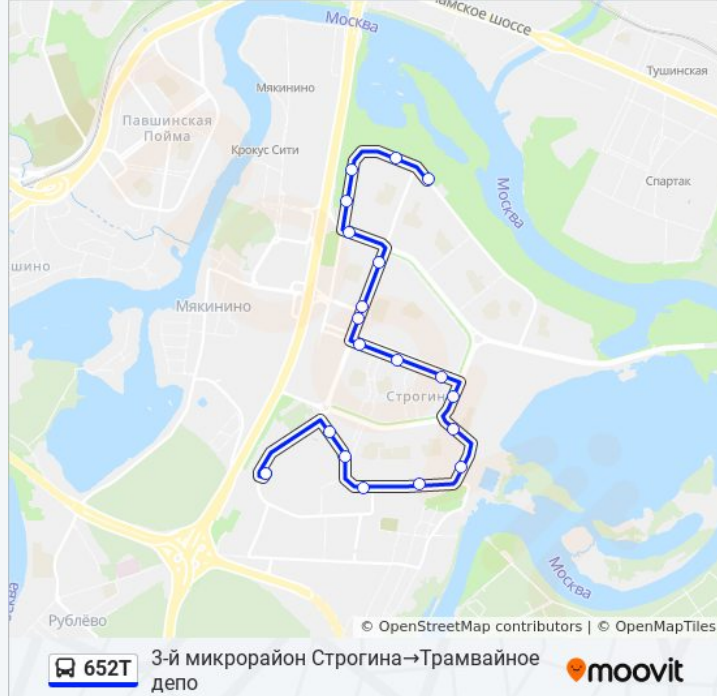 Москва
амское шоссе
Тушинская
Мякинино
Павшинская
Пойма
Крокус Сити
Спартак
Москва
шино
Мякинино
Строгин
Москва
Рублёво
© OpenStreetMap contributors | © OpenMapTiles
652Т 3-й микрорайон Строгина→Трамвайное
депо
moovit